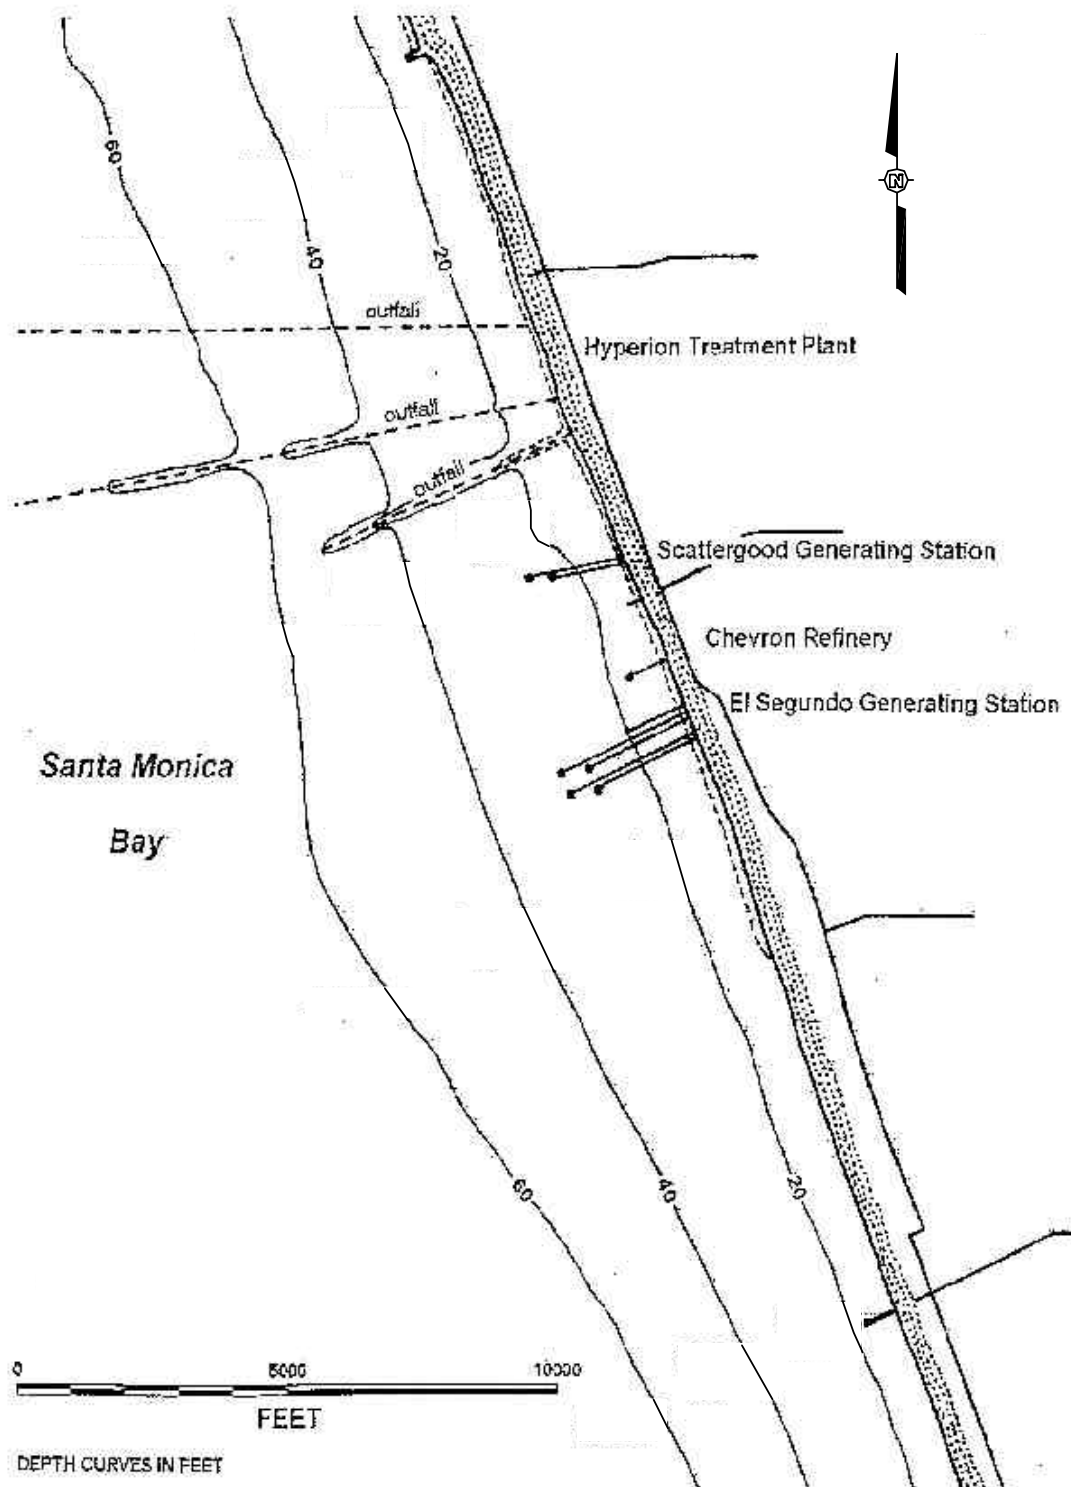 N
60
40
20
outfall
Hyperion Treatment Plant
outfall
outfall
Scattergood Generating Station
Chevron Refinery
El Segundo Generating Station
Santa Monica
Bay
60
40
20
0 5000 10000
FEET
DEPTH CURVES IN FEET